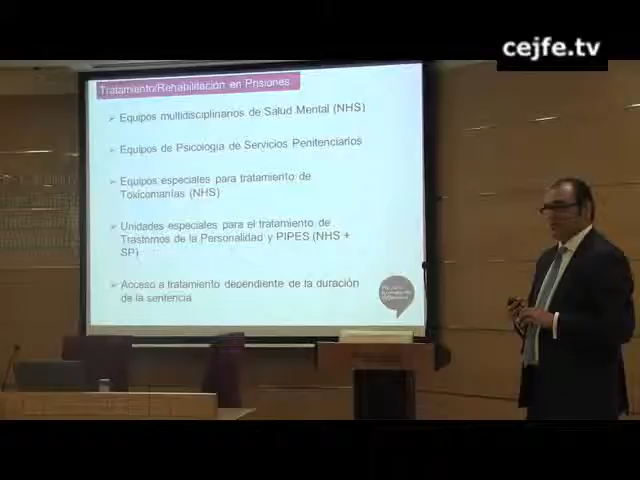 cejfe.tv
Tratamiento/Rehabilitación en Prisiones
Equipos multidisciplinarios de Salud Mental (NHS)
Equipos de Psicología de Servicios Penitenciarios
Equipos especiales para tratamiento de
Toxicomanías (NHS)
Unidades especiales para el tratamiento de
Trastornos de la Personalidad y PIPES (NHS +
SP)
Acceso a tratamiento dependiente de la duración
de la sentencia